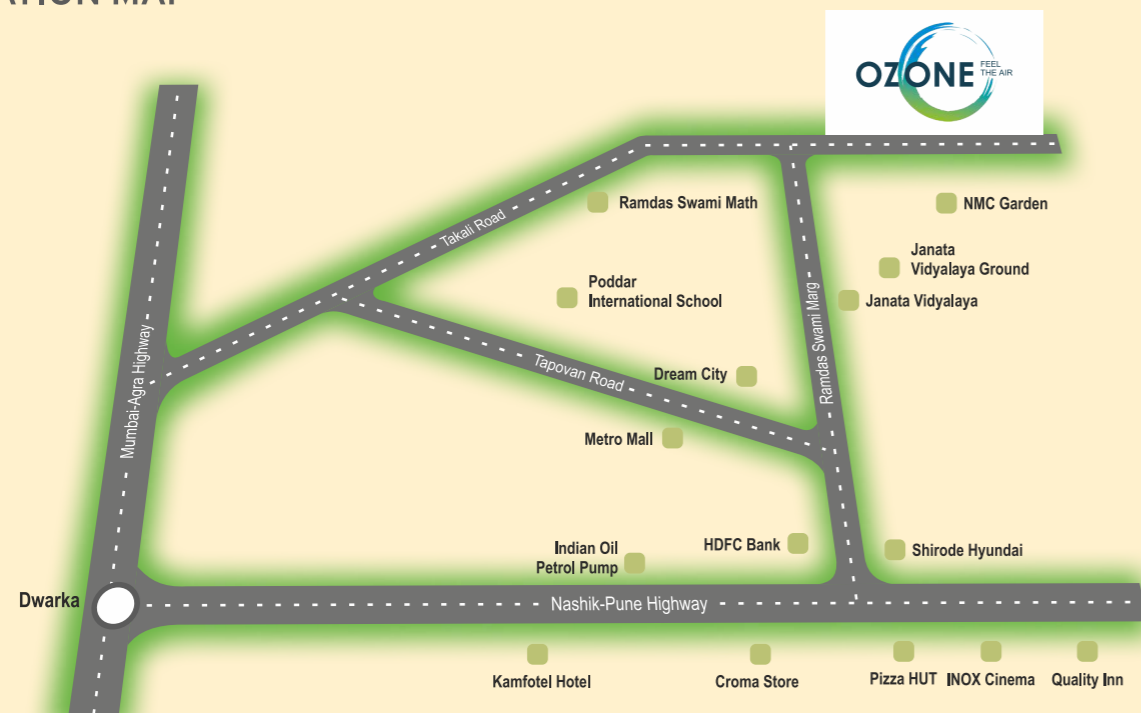 OZONE
FEEL
THE AIR
Ramdas Swami Math
NMC Garden
Takali Road
Janata
Vidyalaya Ground
Poddar
International School
Janata Vidyalaya
Ramdas Swami Marg
Mumbai-Agra Highway
Tapovan Road
Dream City
Metro Mall
Indian Oil
Petrol Pump
HDFC Bank
Shirode Hyundai
Dwarka
Nashik-Pune Highway
Kamfotel Hotel
Croma Store
Pizza HUT
INOX Cinema
Quality Inn